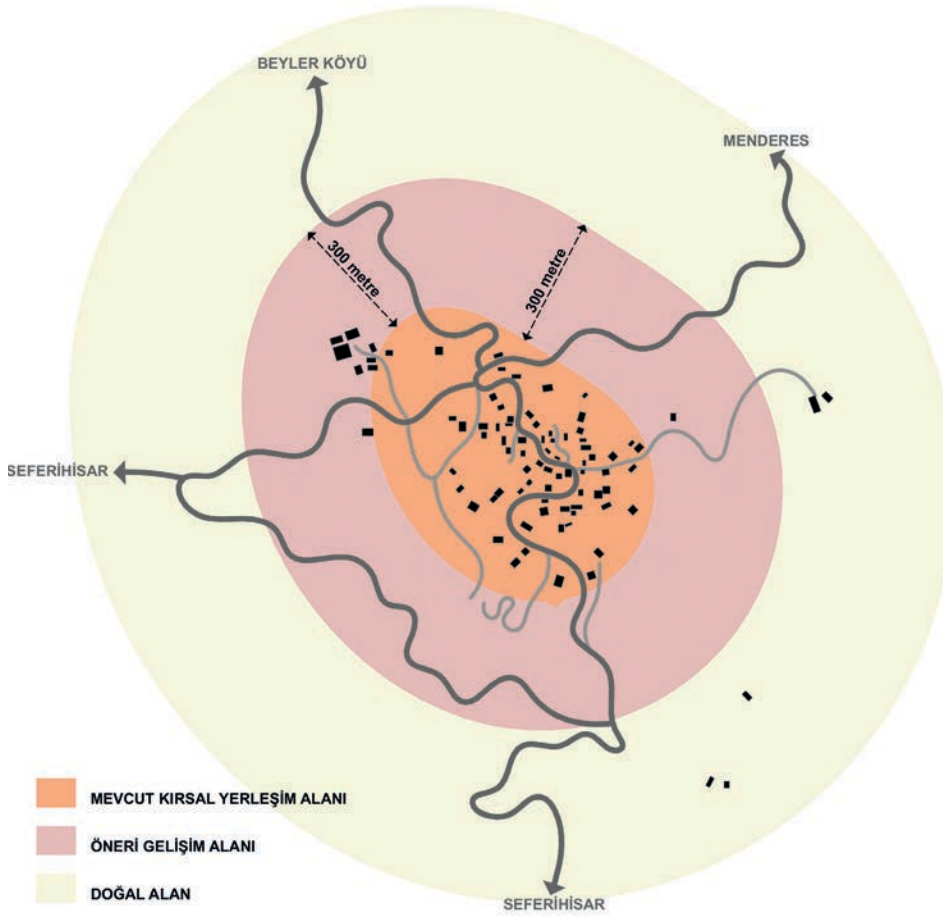 BEYLER KÖYÜ
MENDERES
300 metre
300 metre
SEFERİHİSAR
MEVCUT KIRSAL YERLEŞİM ALANI
ÖNERİ GELİŞİM ALANI
DOĞAL ALAN
SEFERİHİSAR